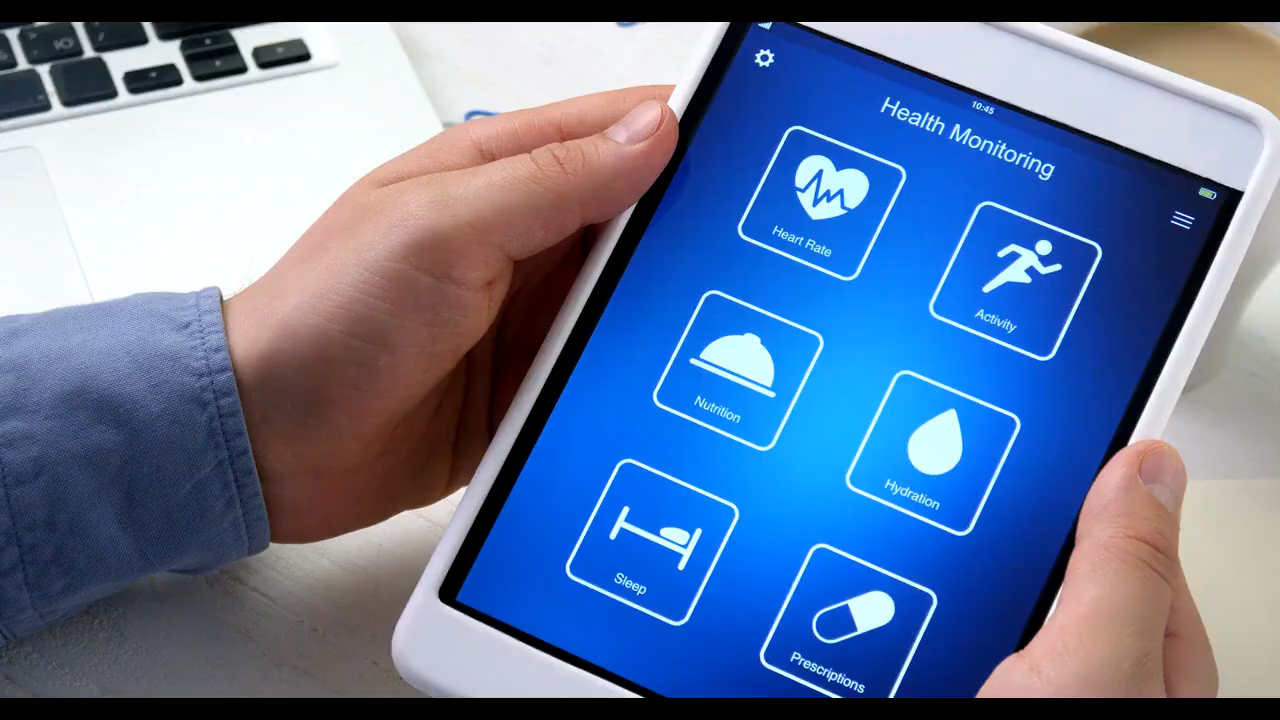 10:45
Health Monitoring
Heart Rate
Activity
Nutrition
Hydration
Sleep
Prescriptions